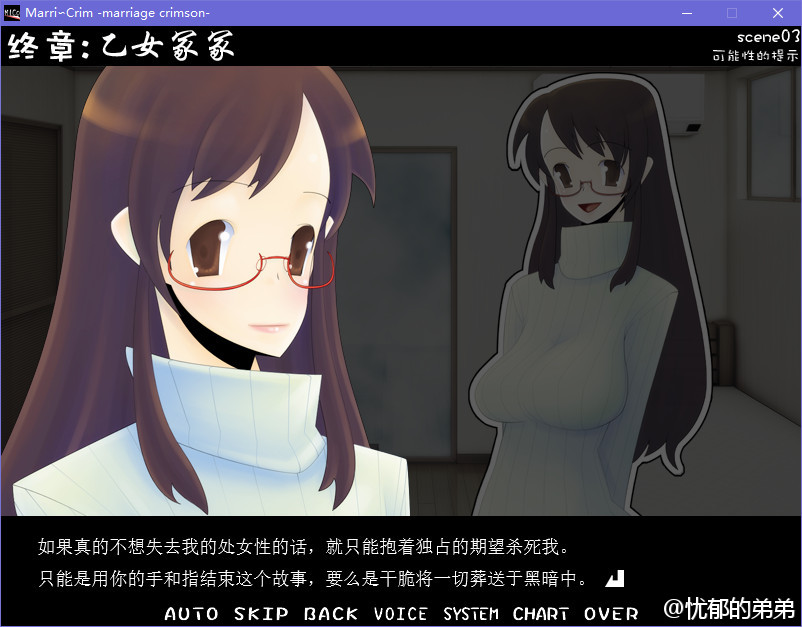 Marri~Crim -marriage crimson-
终章:乙女冢冢
scene03
可能性的提示
如果真的不想失去我的处女性的话，就只能抱着独占的期望杀死我。
只能是用你的手和指结束这个故事，要么是干脆将一切葬送于黑暗中。
AUTO SKIP BACK VOICE SYSTEM CHART OVER
@忧郁的弟弟